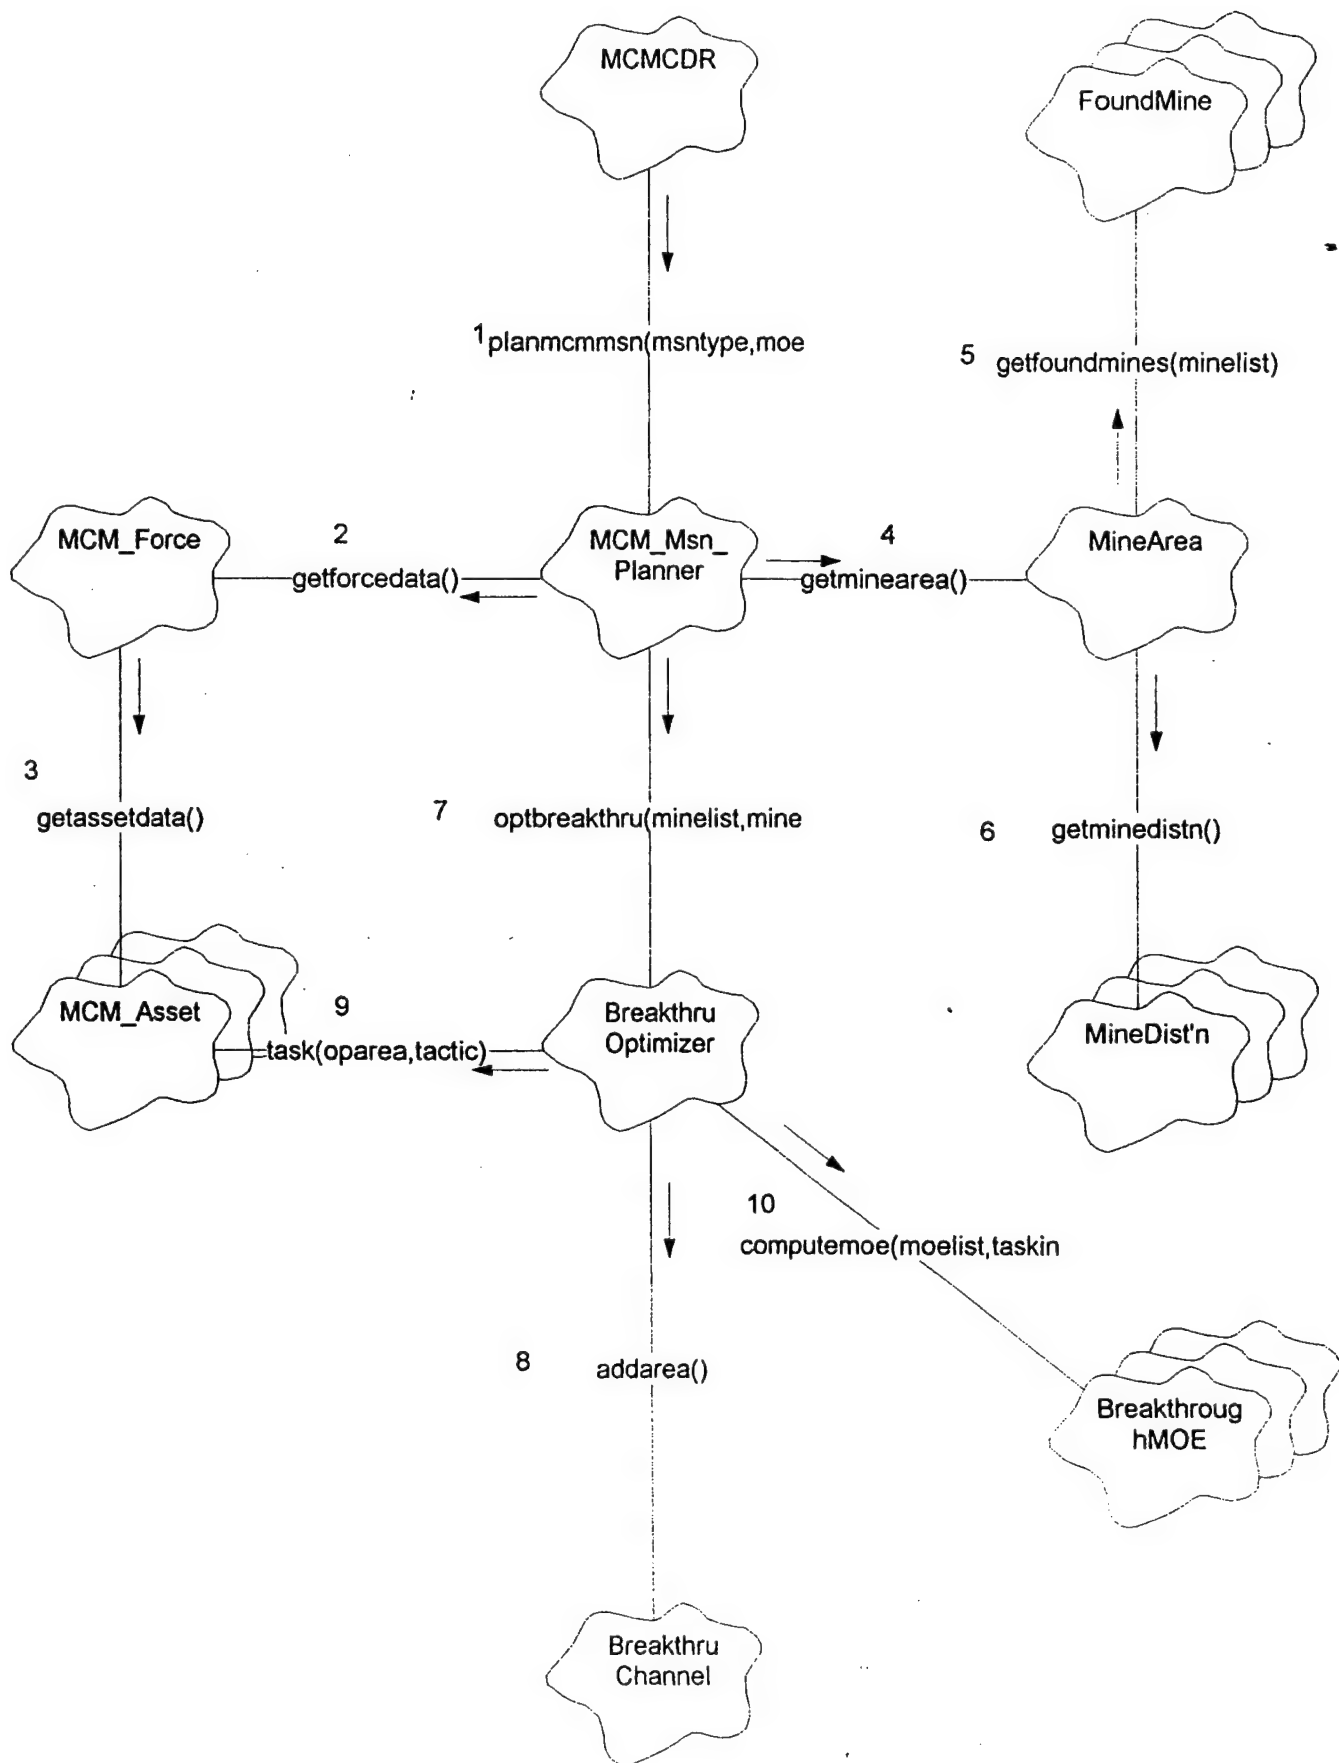 MCMCDR
FoundMine
1
planmcmmsn(msntype,moe
5
getfoundmines(minelist)
MCM_Force
2
getforcedata()
MCM_Msn_
Planner
4
getminearea()
MineArea
3
getassetdata()
7
optbreakthru(minelist,mine
6
getminedistn()
MCM_Asset
9
task(oparea,tactic)
Breakthru
Optimizer
MineDist'n
10
computemoe(moelist,taskin
8
addarea()
Breakthroug
hMOE
Breakthru
Channel